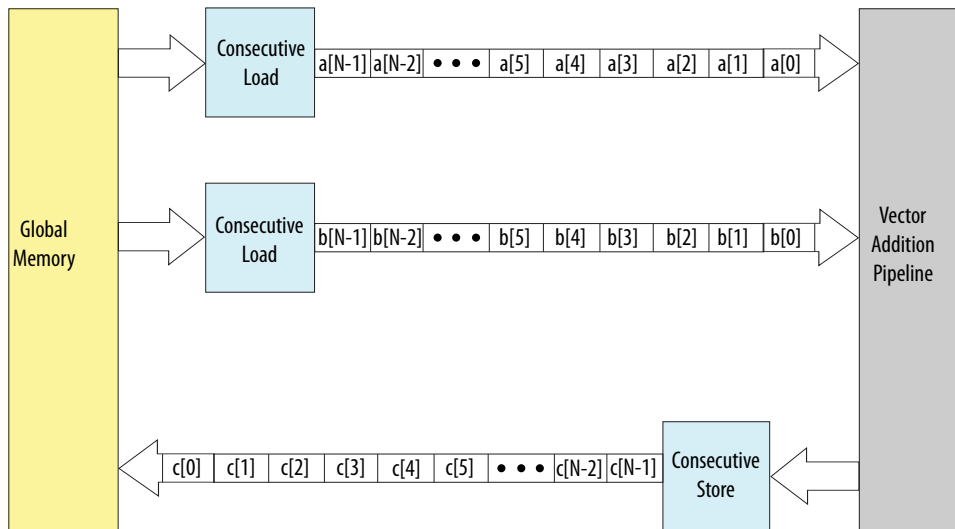 Consecutive
Load
a[N-1] a[N-2] • • • a[5] a[4] a[3] a[2] a[1] a[0]
Global
Memory
Consecutive
Load
b[N-1] b[N-2] • • • b[5] b[4] b[3] b[2] b[1] b[0]
Vector
Addition
Pipeline
c[0] c[1] c[2] c[3] c[4] c[5] • • • c[N-2] c[N-1]
Consecutive
Store